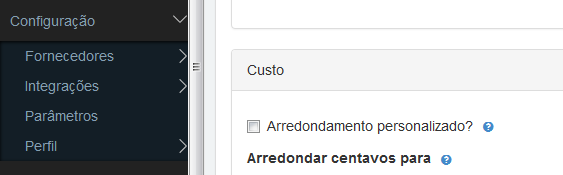 Configuração
Fornecedores
Integrações
Parâmetros
Perfil
Custo
Arredondamento personalizado? ?
Arredondar centavos para ?